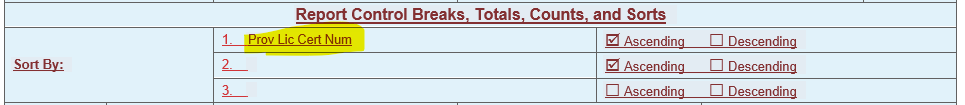 Report Control Breaks, Totals, Counts, and Sorts
1. Prov Lic Cert Num ☑ Ascending ☐ Descending
Sort By: 2. ☑ Ascending ☐ Descending
3. ☐ Ascending ☐ Descending